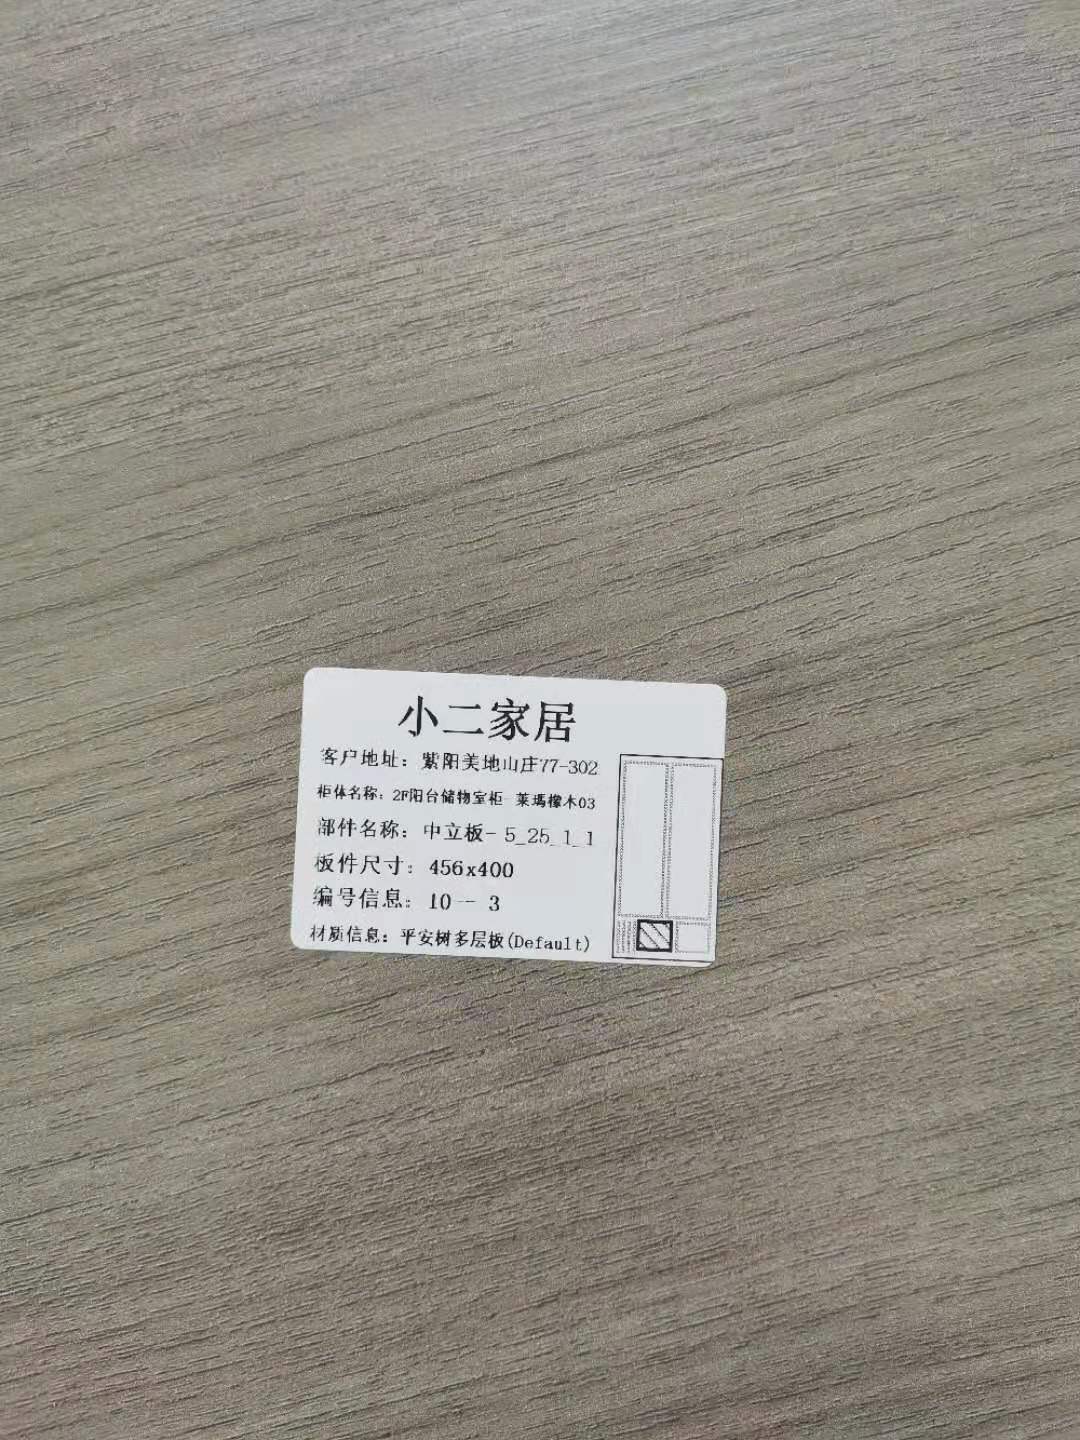 小二家居
客户地址：紫阳美地山庄77-302
柜体名称：2F阳台储物室柜-莱瑪橡木03
部件名称：中立板-5_25_1_1
板件尺寸：456x400
编号信息：10-- 3
材质信息：平安树多层板(Default)